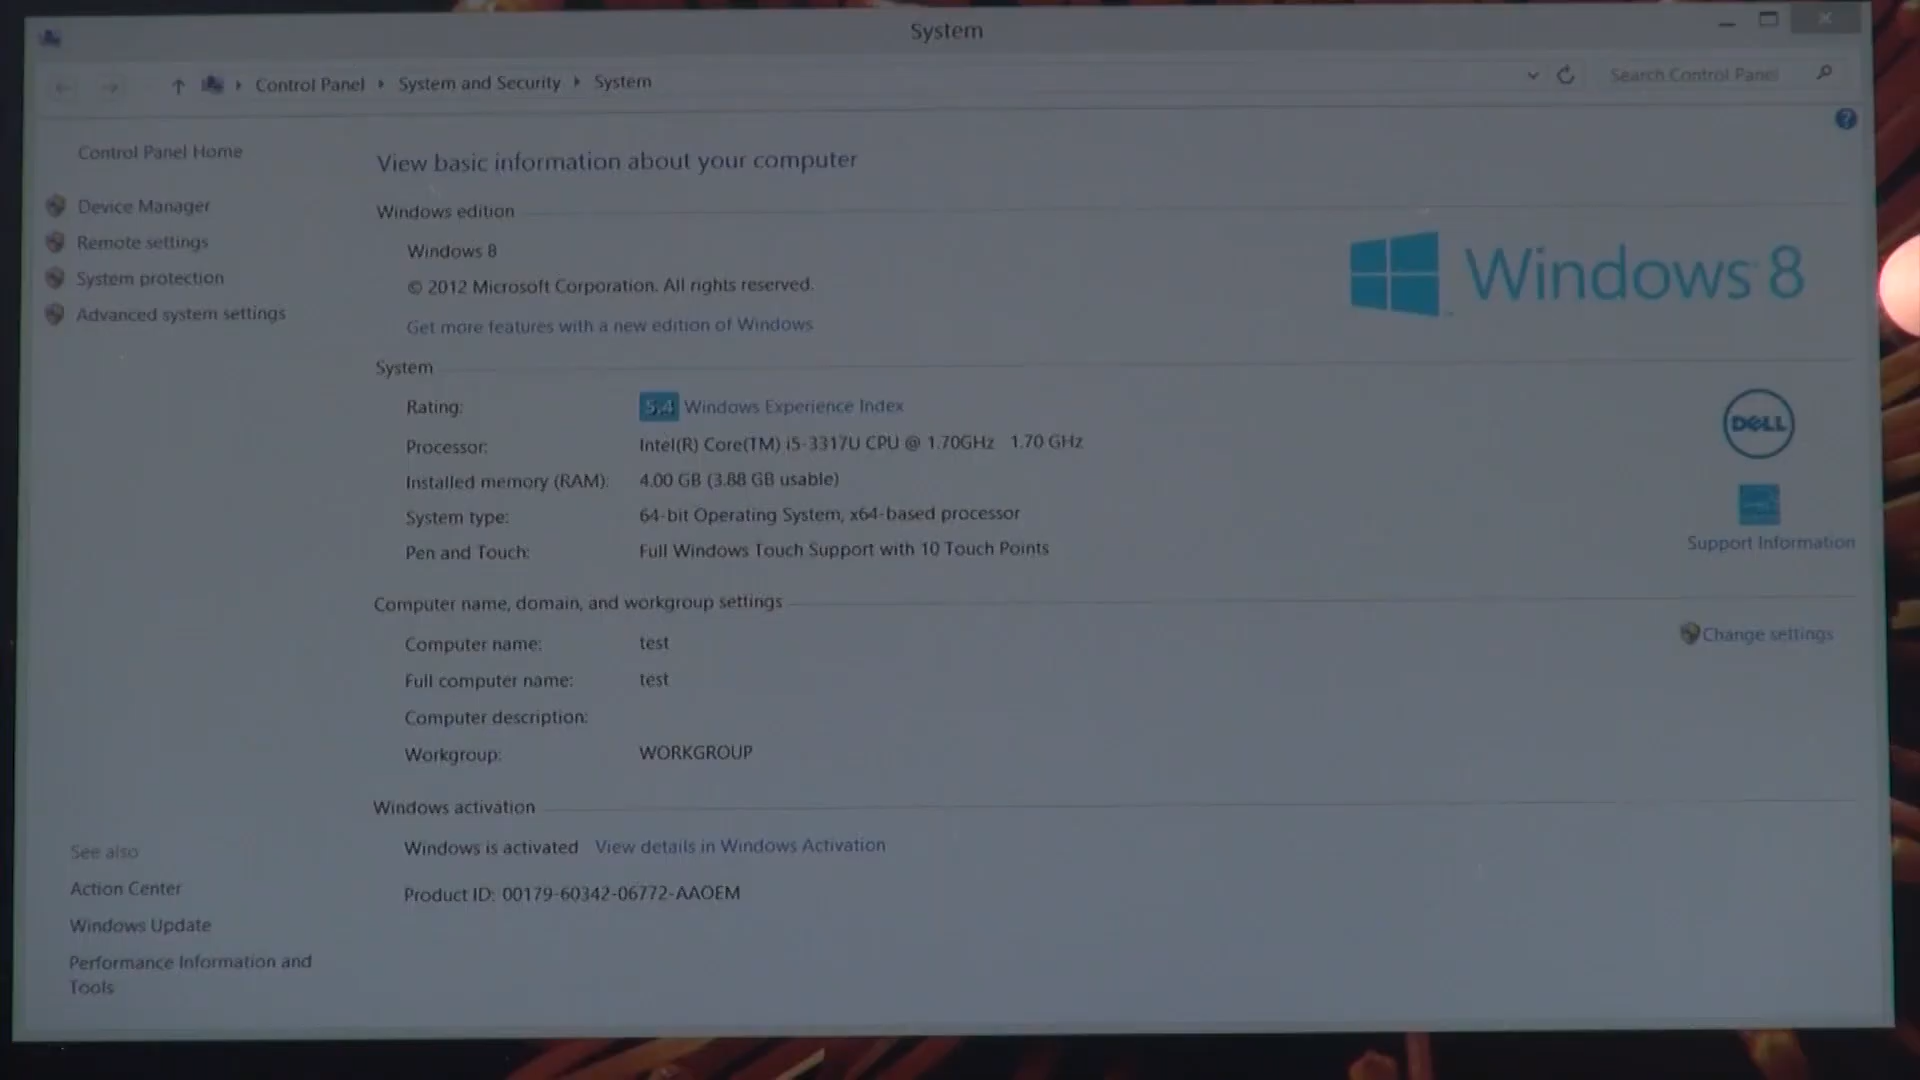 System
Control Panel System and Security System
Search Control Panel
?
Control Panel Home
Device Manager
Remote settings
System protection
Advanced system settings
View basic information about your computer
Windows edition
Windows 8
© 2012 Microsoft Corporation. All rights reserved.
Get more features with a new edition of Windows
Windows 8
System
Rating: 5.4 Windows Experience Index
Processor: Intel(R) Core(TM) i5-3317U CPU @ 1.70GHz 1.70 GHz
Installed memory (RAM): 4.00 GB (3.88 GB usable)
System type: 64-bit Operating System, x64-based processor
Pen and Touch: Full Windows Touch Support with 10 Touch Points
DELL
Support Information
Computer name, domain, and workgroup settings
Computer name: test
Change settings
Full computer name: test
Computer description:
Workgroup: WORKGROUP
Windows activation
Windows is activated View details in Windows Activation
Product ID: 00179-60342-06772-AAOEM
See also
Action Center
Windows Update
Performance Information and
Tools